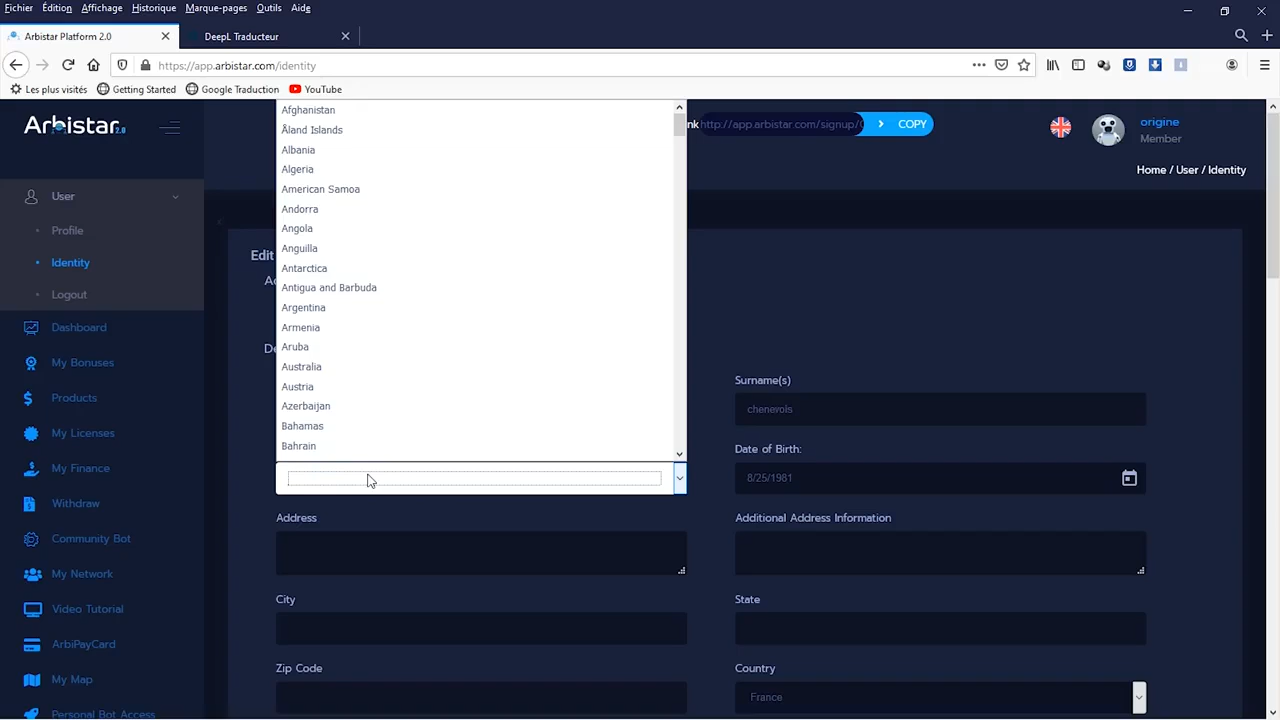 Fichier Édition Affichage Historique Marque-pages Outils Aide
Arbistar Platform 2.0
DeepL Traducteur
https://app.arbistar.com/identity
Les plus visités Getting Started Google Traduction YouTube
Arbistar 2.0
nk http://app.arbistar.com/signup/ COPY
origine
Member
Home / User / Identity
User
Profile
Identity
Logout
Dashboard
My Bonuses
Products
My Licenses
My Finance
Withdraw
Community Bot
My Network
Video Tutorial
ArbiPayCard
My Map
Personal Bot Access
Edit
Ac
De
Afghanistan
Åland Islands
Albania
Algeria
American Samoa
Andorra
Angola
Anguilla
Antarctica
Antigua and Barbuda
Argentina
Armenia
Aruba
Australia
Austria
Azerbaijan
Bahamas
Bahrain
Surname(s)
chenevols
Date of Birth:
8/25/1981
Address
Additional Address Information
City
State
Zip Code
Country
France